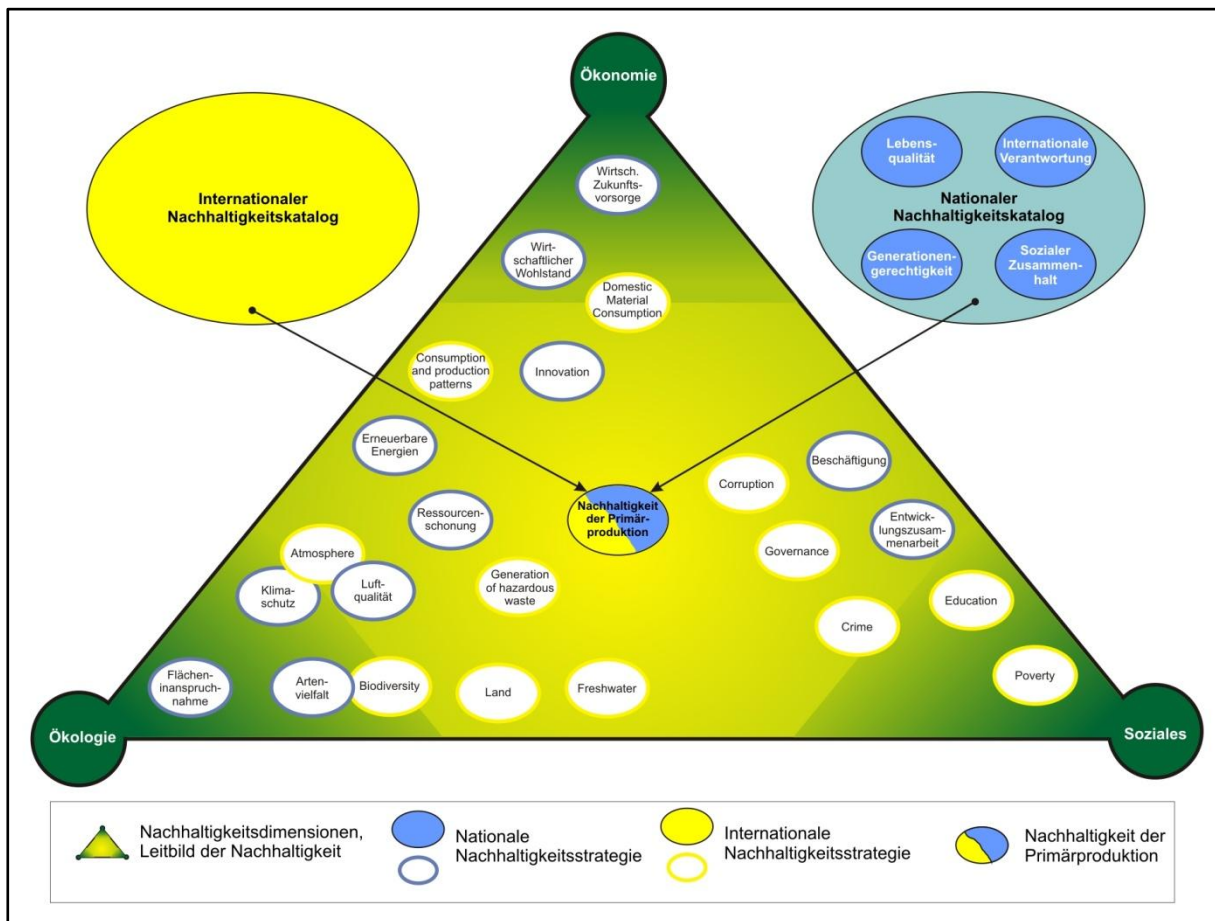 Ökonomie
Internationaler
Nachhaltigkeitskatalog
Lebens-
qualität
Internationale
Verantwortung
Nationaler
Nachhaltigkeitskatalog
Generationen-
gerechtigkeit
Sozialer
Zusammen-
halt
Wirtsch.
Zukunfts-
vorsorge
Wirt-
schaftlicher
Wohlstand
Domestic
Material
Consumption
Consumption
and production
patterns
Innovation
Erneuerbare
Energien
Beschäftigung
Corruption
Ressourcen-
schonung
Nachhaltigkeit
der Primär-
produktion
Entwick-
lungszusam-
menarbeit
Atmosphere
Governance
Klima-
schutz
Luft-
qualität
Generation
of hazardous
waste
Education
Crime
Flächen-
inanspruch-
nahme
Arten-
vielfalt
Biodiversity
Land
Freshwater
Poverty
Ökologie
Soziales
Nachhaltigkeitsdimensionen,
Leitbild der Nachhaltigkeit
Nationale
Nachhaltigkeitsstrategie
Internationale
Nachhaltigkeitsstrategie
Nachhaltigkeit der
Primärproduktion